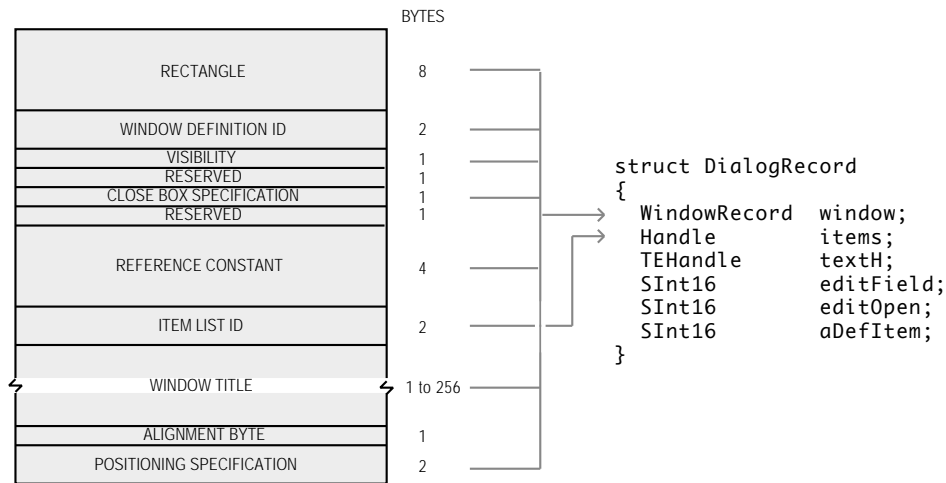 BYTES
RECTANGLE 8
WINDOW DEFINITION ID 2
VISIBILITY 1
RESERVED 1
CLOSE BOX SPECIFICATION 1
RESERVED 1
REFERENCE CONSTANT 4
ITEM LIST ID 2
WINDOW TITLE 1 to 256
ALIGNMENT BYTE 1
POSITIONING SPECIFICATION 2
struct DialogRecord
{
WindowRecord window;
Handle items;
TEHandle textH;
SInt16 editField;
SInt16 editOpen;
SInt16 aDefItem;
}